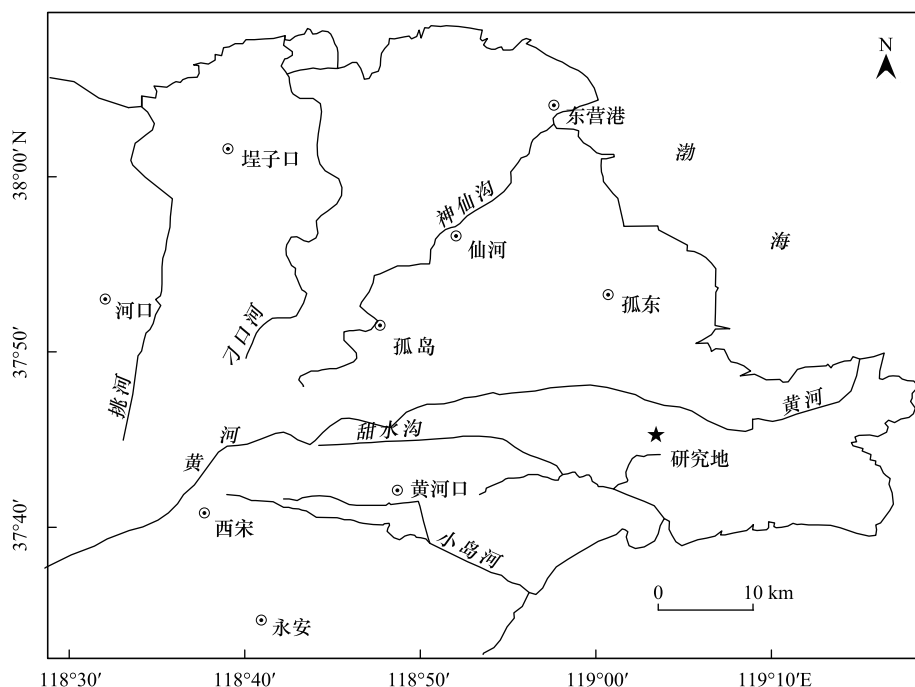 N
东营港
渤
埕子口
38°00′ N
神仙沟
海
仙河
河口
孤东
刁口河
孤岛
37°50′
挑河
黄河
甜水沟
黄河
研究地
黄河口
37°40′
西宋
小岛河
0 10 km
永安
118°30′ 118°40′ 118°50′ 119°00′ 119°10′E